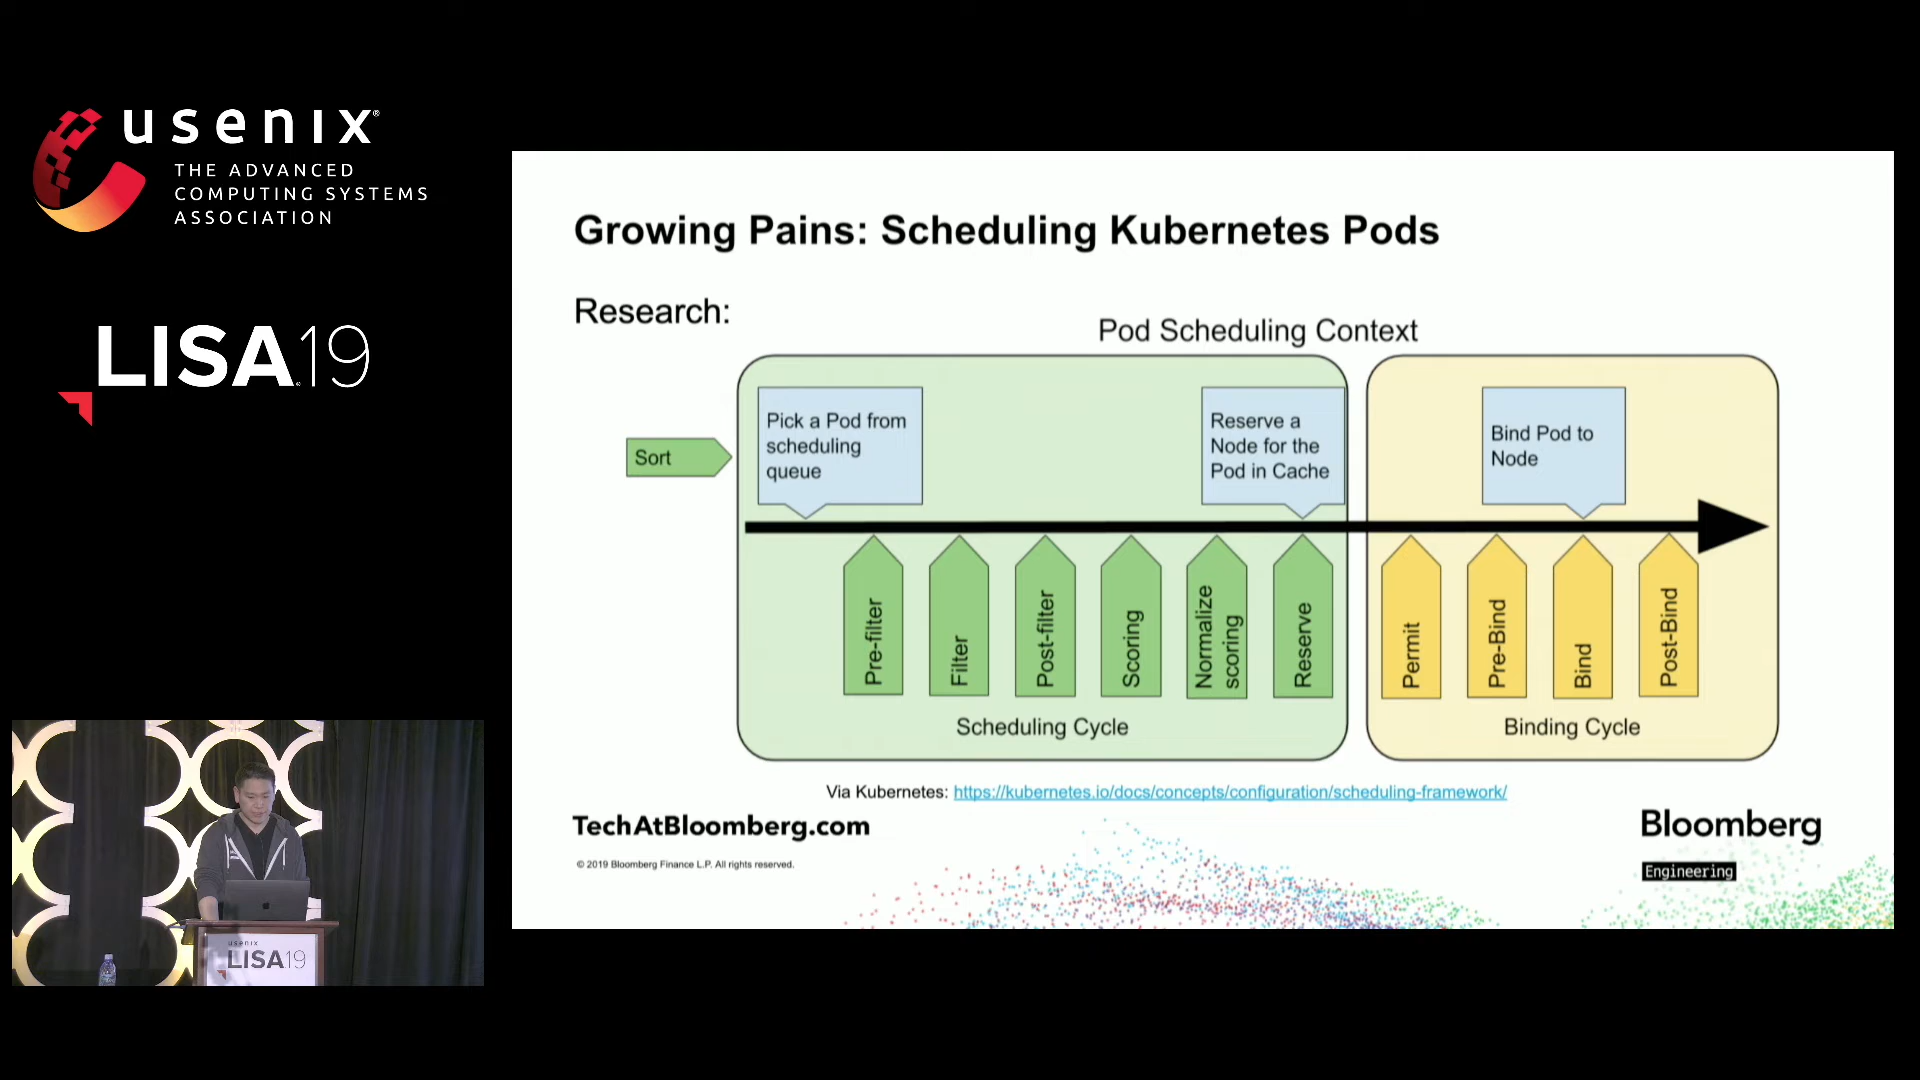 usenix®
THE ADVANCED
COMPUTING SYSTEMS
ASSOCIATION
LISA19
Growing Pains: Scheduling Kubernetes Pods
Research:
Pod Scheduling Context
Sort
Pick a Pod from
scheduling
queue
Reserve a
Node for the
Pod in Cache
Bind Pod to
Node
Pre-filter
Filter
Post-filter
Scoring
Normalize
scoring
Reserve
Permit
Pre-Bind
Bind
Post-Bind
Scheduling Cycle
Binding Cycle
Via Kubernetes: https://kubernetes.io/docs/concepts/configuration/scheduling-framework/
TechAtBloomberg.com
© 2019 Bloomberg Finance L.P. All rights reserved.
Bloomberg
Engineering
usenix
LISA19